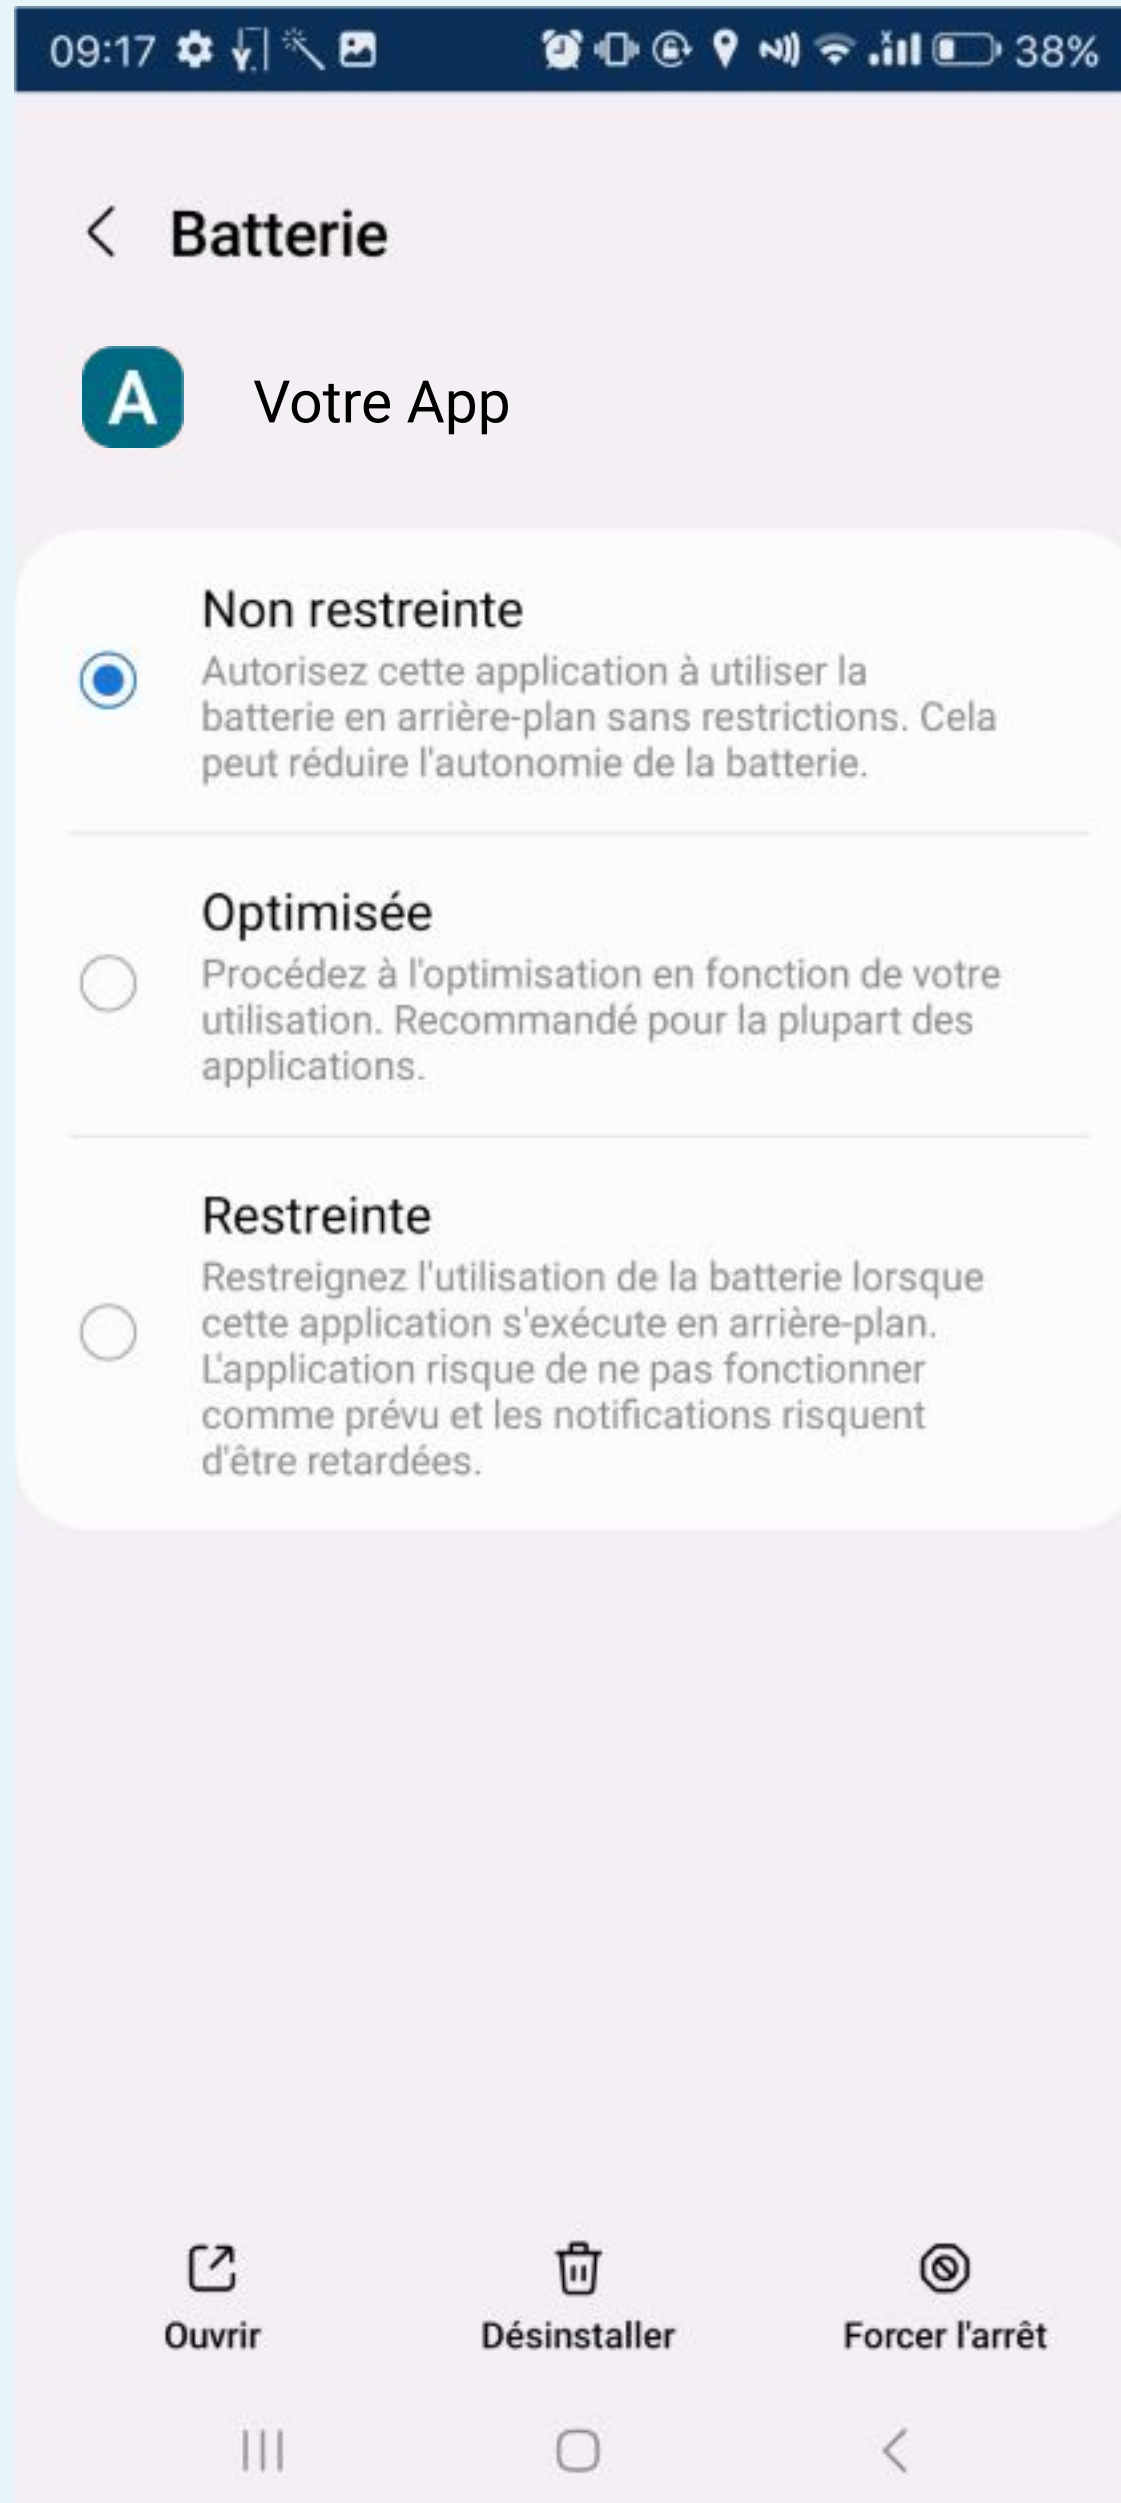 09:17 38%
Batterie
A Votre App
Non restreinte
Autorisez cette application à utiliser la
batterie en arrière-plan sans restrictions. Cela
peut réduire l'autonomie de la batterie.
Optimisée
Procédez à l'optimisation en fonction de votre
utilisation. Recommandé pour la plupart des
applications.
Restreinte
Restreignez l'utilisation de la batterie lorsque
cette application s'exécute en arrière-plan.
L'application risque de ne pas fonctionner
comme prévu et les notifications risquent
d'être retardées.
Ouvrir Désinstaller Forcer l'arrêt